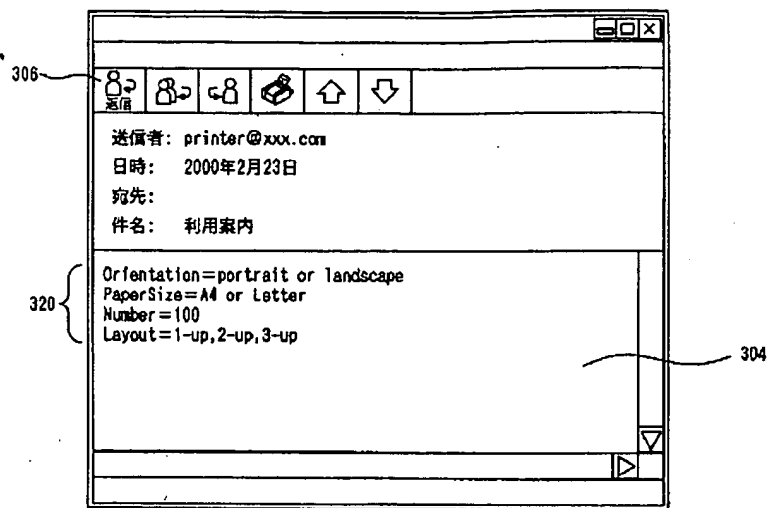 306
返信
送信者: printer@xxx.com
日時: 2000年2月23日
宛先:
件名: 利用案内
320
Orientation=portrait or landscape
PaperSize=A4 or Letter
Number=100
Layout=1-up,2-up,3-up
304